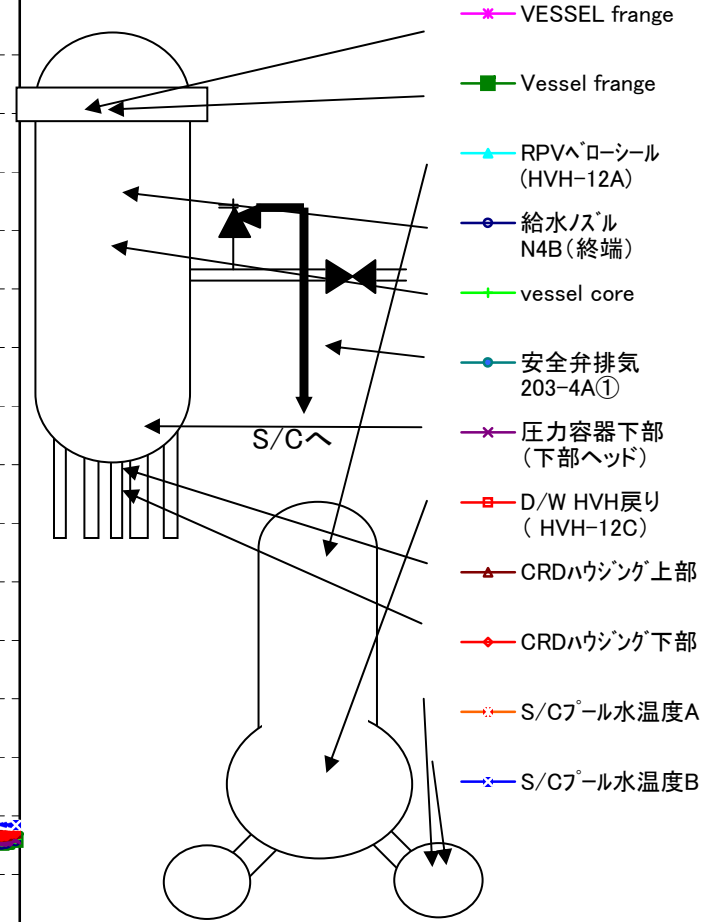 VESSEL frange
Vessel frange
RPVベローシール
(HVH-12A)
給水ノズル
N4B(終端)
vessel core
安全弁排気
203-4A①
圧力容器下部
(下部ヘッド)
D/W HVH戻り
( HVH-12C)
CRDハウジング上部
CRDハウジング下部
S/Cプール水温度A
S/Cプール水温度B
S/Cへ